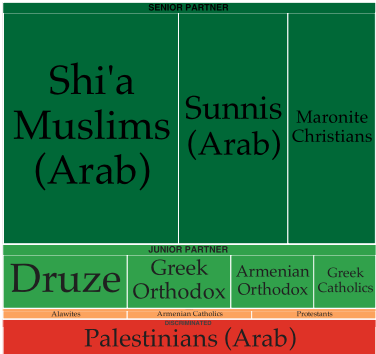 SENIOR PARTNER
Shi'a
Muslims
(Arab)
Sunnis
(Arab)
Maronite
Christians
JUNIOR PARTNER
Druze
Greek
Orthodox
Armenian
Orthodox
Greek
Catholics
Alawites
Armenian Catholics
Protestants
DISCRIMINATED
Palestinians (Arab)